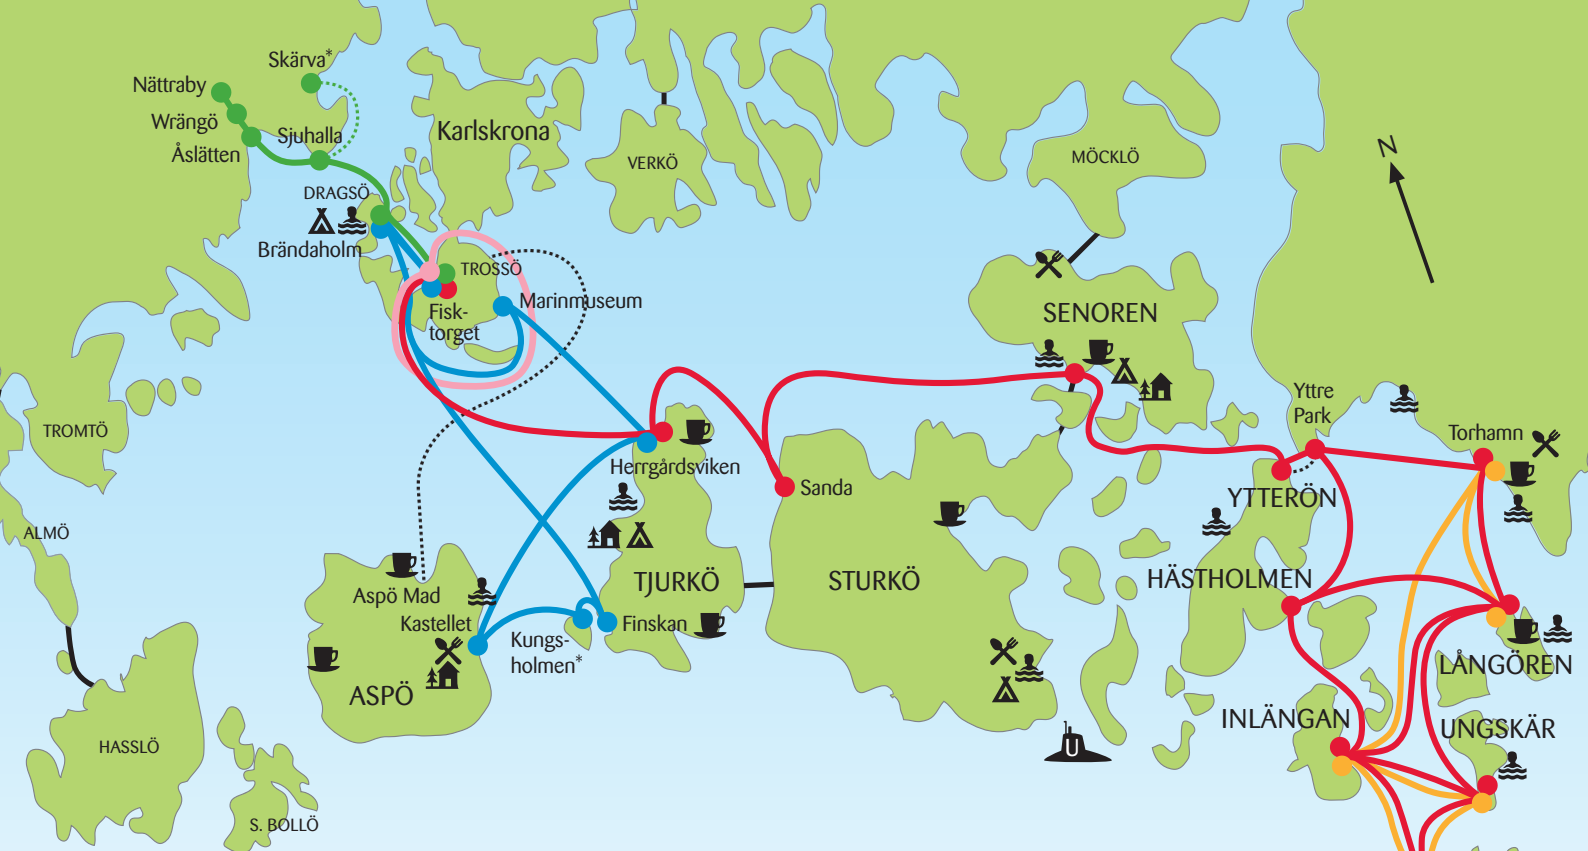 Skärva*
Nättraby
Wrängö
Sjuhalla
Åslätten
Karlskrona
VERKÖ
MÖCKLÖ
N
DRAGSÖ
Brändaholm
TROSSÖ
Marinmuseum
Fisk-
torget
SENOREN
Yttre
Park
TROMTÖ
Torhamn
Herrgårdsviken
Sanda
YTTERÖN
ALMÖ
Aspö Mad
TJURKÖ
STURKÖ
HÄSTHOLMEN
Kastellet
Finskan
Kungs-
holmen*
LÅNGÖREN
ASPÖ
INLÄNGAN
UNGSKÄR
HASSLÖ
U
S. BOLLÖ